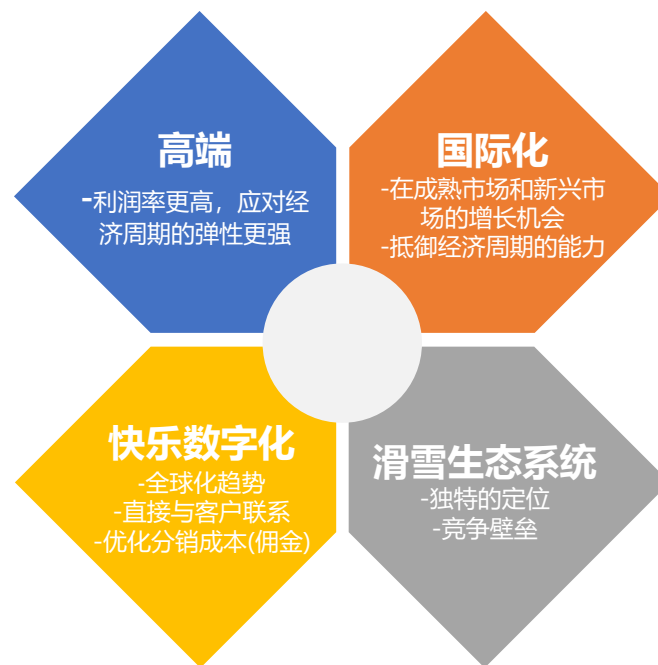 高端
-利润率更高，应对经
济周期的弹性更强
国际化
-在成熟市场和新兴市
场的增长机会
-抵御经济周期的能力
快乐数字化
-全球化趋势
-直接与客户联系
-优化分销成本(佣金)
滑雪生态系统
-独特的定位
-竞争壁垒